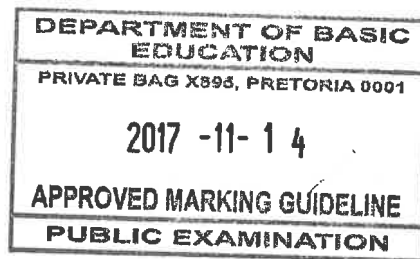 DEPARTMENT OF BASIC
EDUCATION
PRIVATE BAG X895, PRETORIA 0001
2017 -11- 1 4
APPROVED MARKING GUIDELINE
PUBLIC EXAMINATION